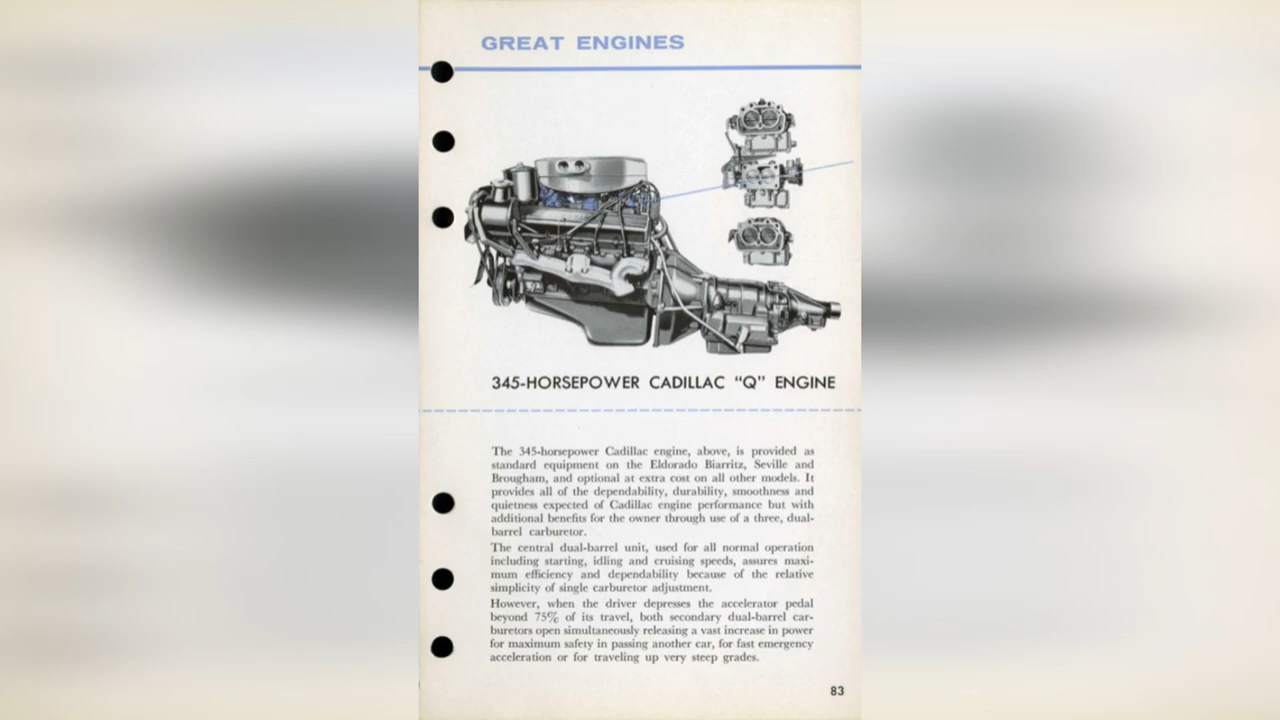 GREAT ENGINES
345-HORSEPOWER CADILLAC “Q” ENGINE
The 345-horsepower Cadillac engine, above, is provided as
standard equipment on the Eldorado Biarritz, Seville and
Brougham, and optional at extra cost on all other models. It
provides all of the dependability, durability, smoothness and
quietness expected of Cadillac engine performance but with
additional benefits for the owner through use of a three, dual-
barrel carburetor.
The central dual-barrel unit, used for all normal operation
including starting, idling and cruising speeds, assures maxi-
mum efficiency and dependability because of the relative
simplicity of single carburetor adjustment.
However, when the driver depresses the accelerator pedal
beyond 75% of its travel, both secondary dual-barrel car-
buretors open simultaneously releasing a vast increase in power
for maximum safety in passing another car, for fast emergency
acceleration or for traveling up very steep grades.
83